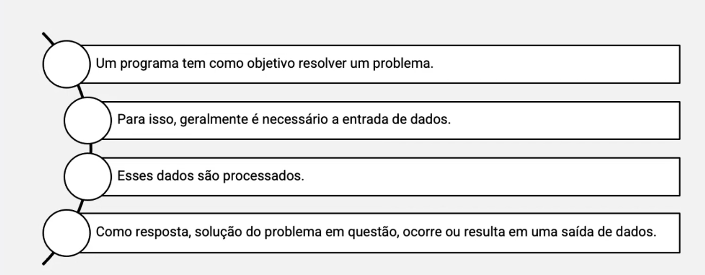 Um programa tem como objetivo resolver um problema.
Para isso, geralmente é necessário a entrada de dados.
Esses dados são processados.
Como resposta, solução do problema em questão, ocorre ou resulta em uma saída de dados.